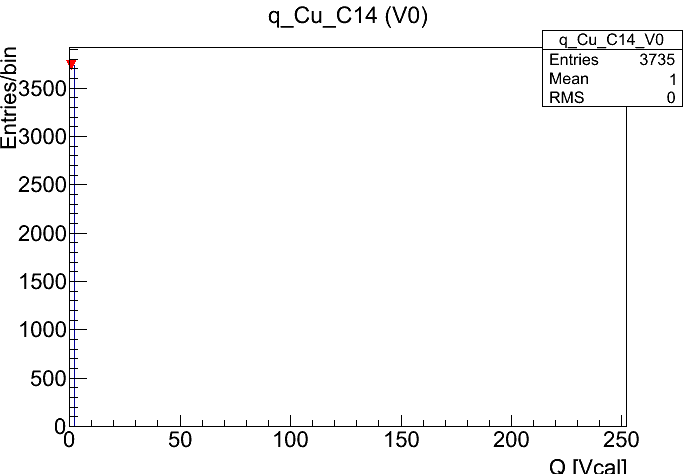 q_Cu_C14 (V0)
q_Cu_C14_V0
Entries 3735
Mean 1
RMS 0
Entries/bin
3500
3000
2500
2000
1500
1000
500
0
0 50 100 150 200 250
Q [Vcal]